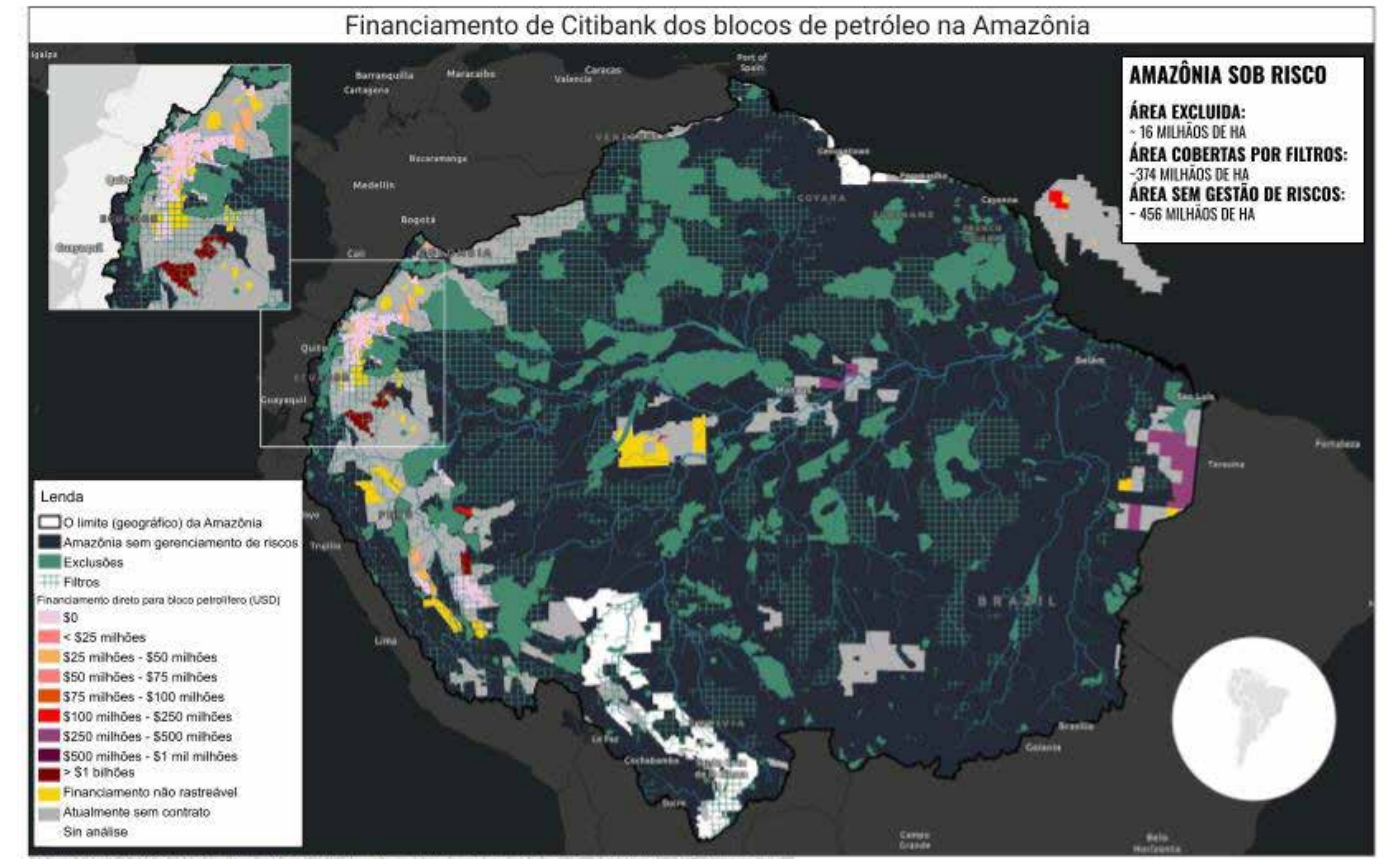 Financiamento de Citibank dos blocos de petróleo na Amazônia
AMAZÔNIA SOB RISCO
ÁREA EXCLUIDA:
~ 16 MILHÃOS DE HA
ÁREA COBERTAS POR FILTROS:
~374 MILHÃOS DE HA
ÁREA SEM GESTÃO DE RISCOS:
~ 456 MILHÃOS DE HA
Barranquilla
Maracaibo
Cartagena
Valencia
Caracas
Port of
Spain
Bucaramanga
Medellín
Bogotá
Cali
Georgetown
Paramaribo
Cayenne
GUYANA
Quito
Guayaquil
Quito
Guayaquil
Belém
São Luís
Teresina
Fortaleza
Trujillo
Lima
PERU
BRAZIL
La Paz
Cochabamba
Sucre
Brasília
Goiania
Campo
Grande
Belo
Horizonte
Lenda
O limite (geográfico) da Amazônia
Amazônia sem gerenciamento de riscos
Exclusões
Filtros
Financiamento direto para bloco petrolífero (USD)
$0
< $25 milhões
$25 milhões - $50 milhões
$50 milhões - $75 milhões
$75 milhões - $100 milhões
$100 milhões - $250 milhões
$250 milhões - $500 milhões
$500 milhões - $1 mil milhões
> $1 bilhões
Financiamento não rastreável
Atualmente sem contrato
Sin análise